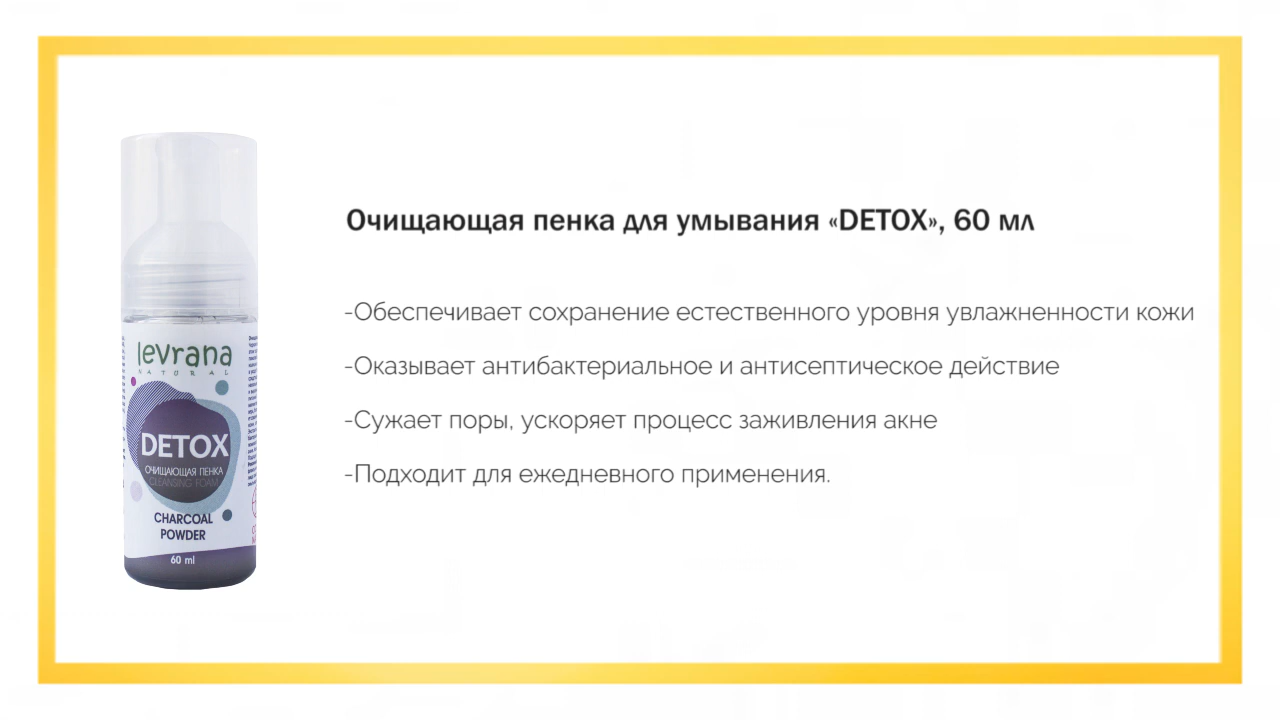 Очищающая пенка для умывания «DETOX», 60 мл
-Обеспечивает сохранение естественного уровня увлажненности кожи
-Оказывает антибактериальное и антисептическое действие
-Сужает поры, ускоряет процесс заживления акне
-Подходит для ежедневного применения.
levrana
NATURAL
DETOX
ОЧИЩАЮЩАЯ ПЕНКА
CLEANSING FOAM
CHARCOAL
POWDER
60 ml